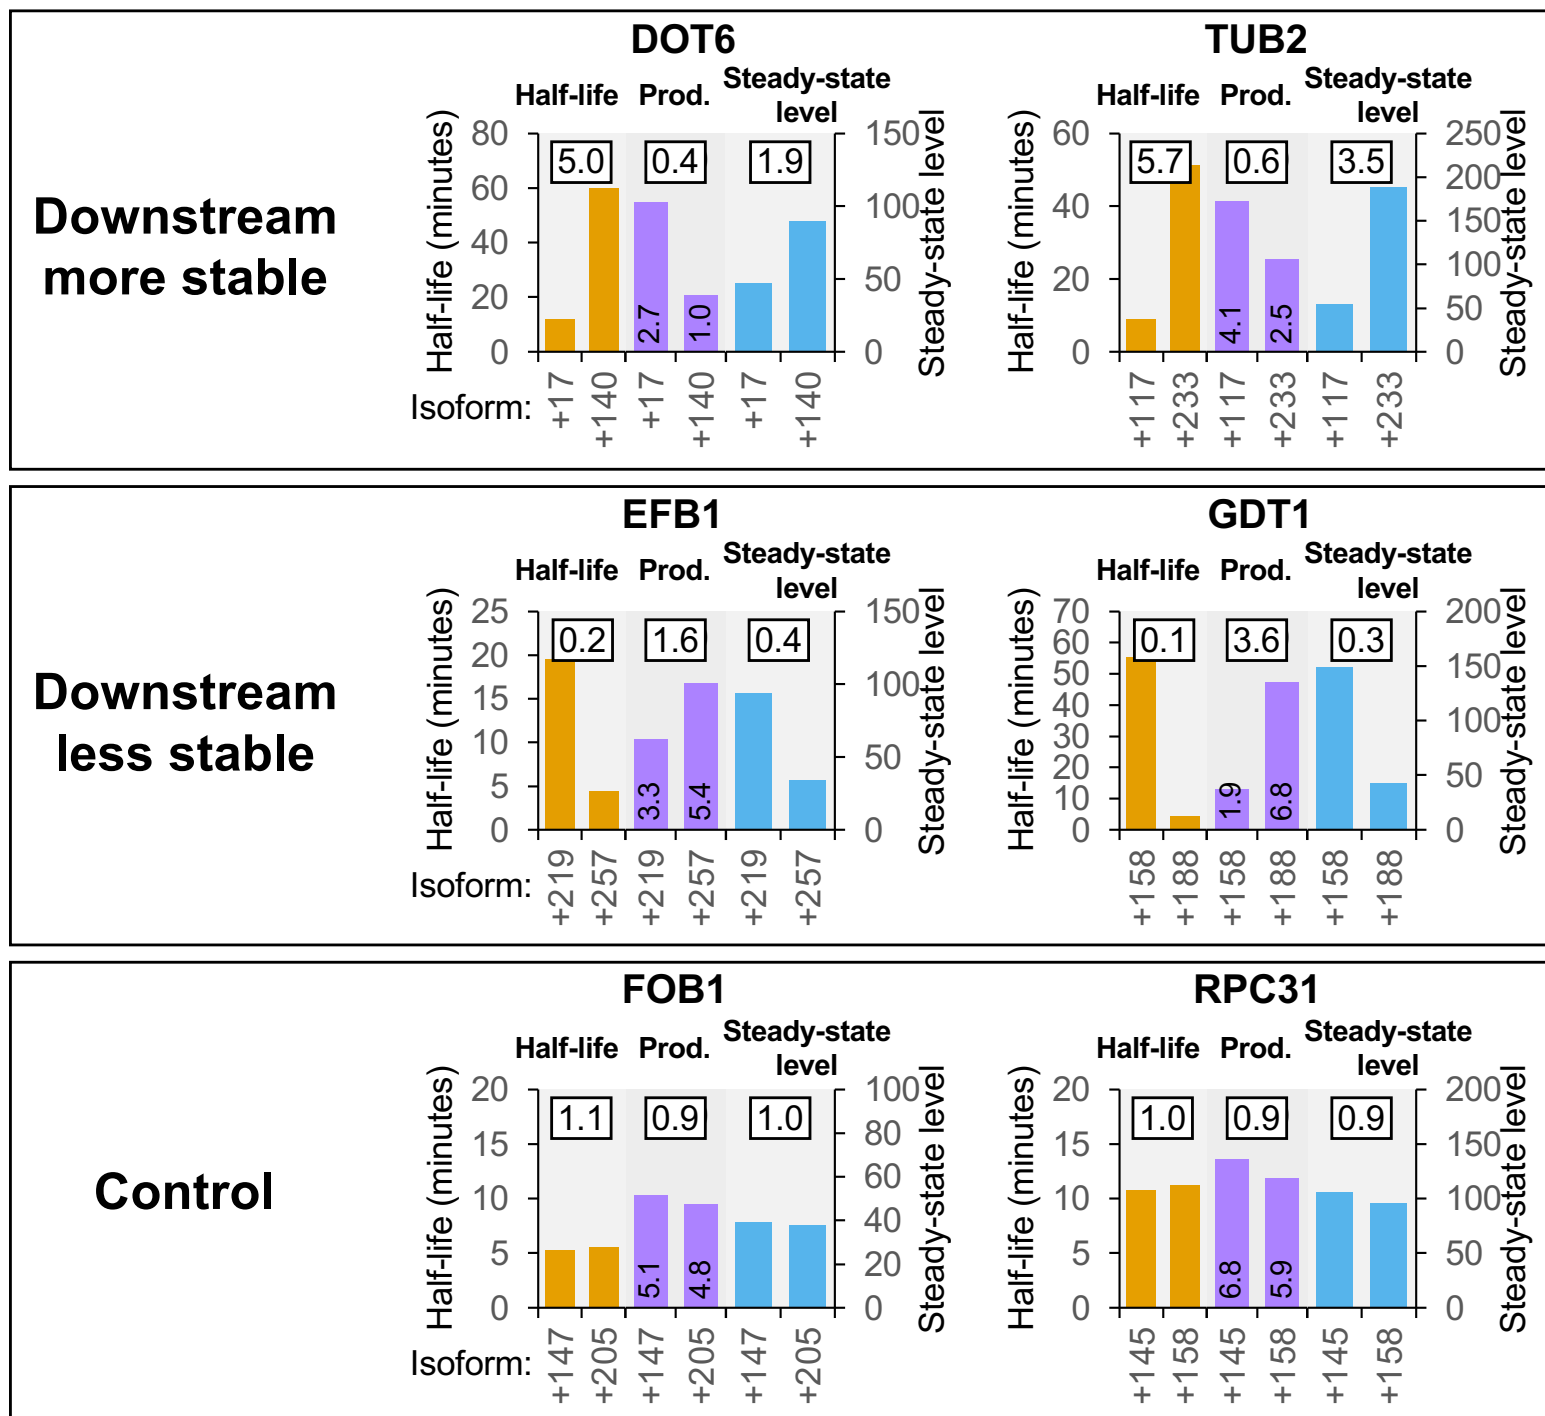 DOT6
TUB2
Half-life Prod. Steady-state level
Half-life Prod. Steady-state level
Downstream
more stable
Half-life (minutes)
80
60
40
20
0
5.0 0.4 1.9
2.7 1.0
150
100
50
0
Steady-state level
Isoform: +17 +140 +17 +140 +17 +140
Half-life (minutes)
60
40
20
0
5.7 0.6 3.5
4.1 2.5
250
200
150
100
50
0
Steady-state level
+117 +233 +117 +233 +117 +233
EFB1
GDT1
Half-life Prod. Steady-state level
Half-life Prod. Steady-state level
Downstream
less stable
Half-life (minutes)
25
20
15
10
5
0
0.2 1.6 0.4
3.3 5.4
150
100
50
0
Steady-state level
Isoform: +219 +257 +219 +257 +219 +257
Half-life (minutes)
70
60
50
40
30
20
10
0
0.1 3.6 0.3
1.9 6.8
200
150
100
50
0
Steady-state level
+158 +188 +158 +188 +158 +188
FOB1
RPC31
Half-life Prod. Steady-state level
Half-life Prod. Steady-state level
Control
Half-life (minutes)
20
15
10
5
0
1.1 0.9 1.0
5.1 4.8
100
80
60
40
20
0
Steady-state level
Isoform: +147 +205 +147 +205 +147 +205
Half-life (minutes)
20
15
10
5
0
1.0 0.9 0.9
6.8 5.9
200
150
100
50
0
Steady-state level
+145 +158 +145 +158 +145 +158